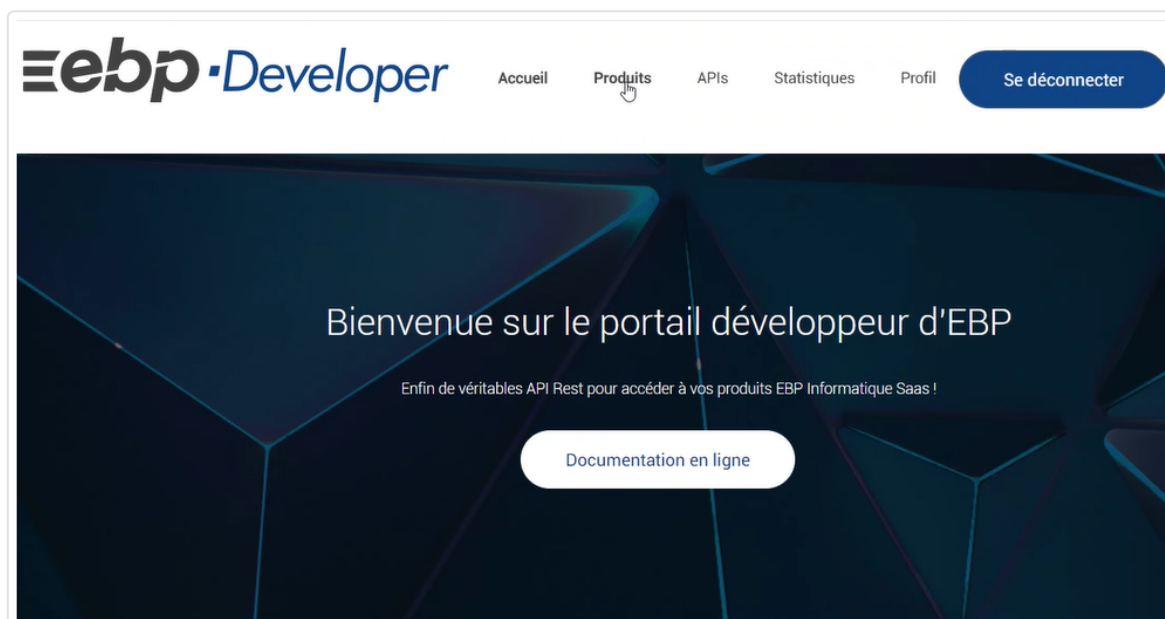 ebp·Developer
Accueil Produits APIs Statistiques Profil Se déconnecter
Bienvenue sur le portail développeur d'EBP
Enfin de véritables API Rest pour accéder à vos produits EBP Informatique Saas !
Documentation en ligne